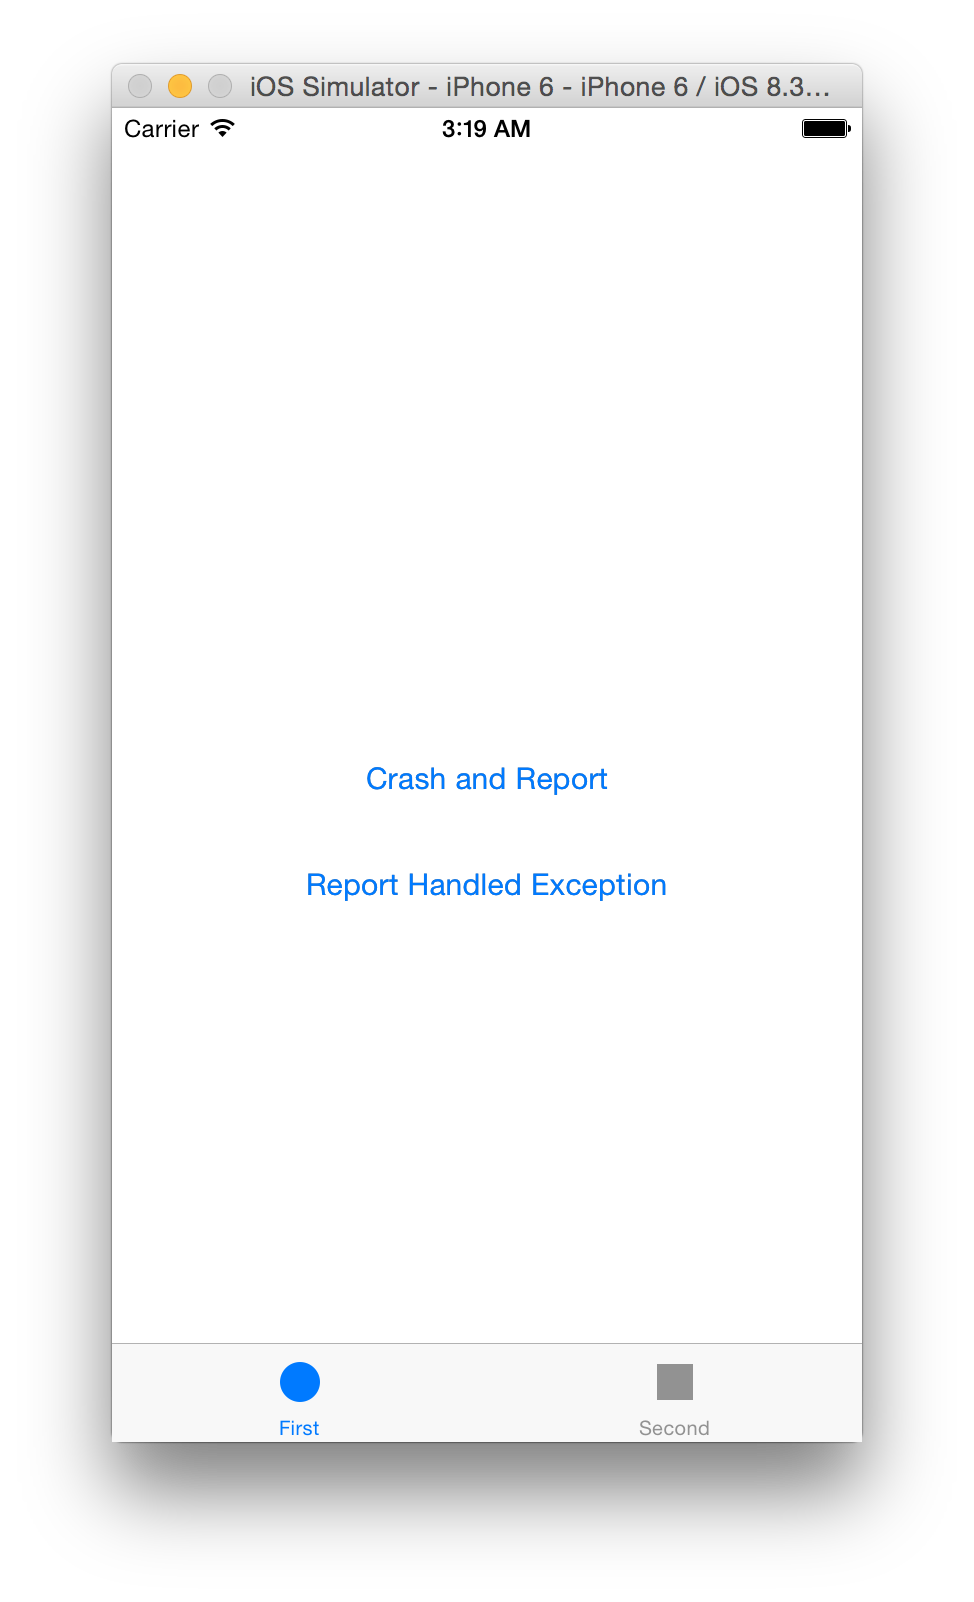 iOS Simulator - iPhone 6 - iPhone 6 / iOS 8.3...
Carrier 3:19 AM
Crash and Report
Report Handled Exception
First Second